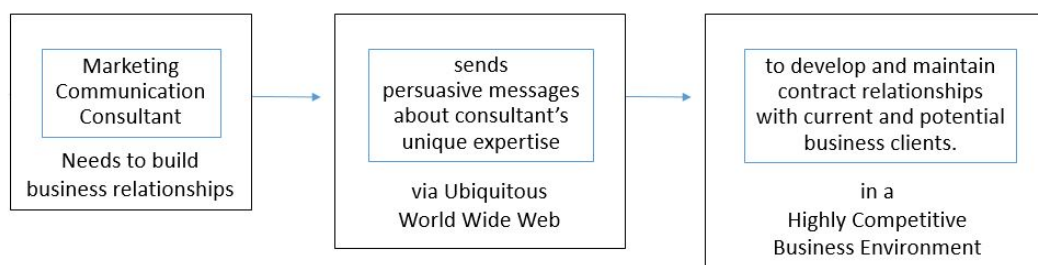 Marketing
Communication
Consultant
Needs to build
business relationships
sends
persuasive messages
about consultant's
unique expertise
via Ubiquitous
World Wide Web
to develop and maintain
contract relationships
with current and potential
business clients.
in a
Highly Competitive
Business Environment